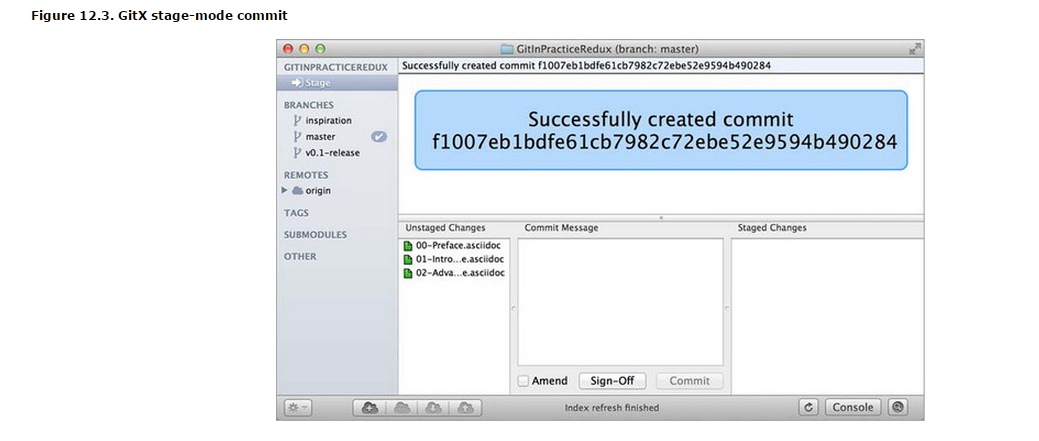 Figure 12.3. GitX stage-mode commit
GitInPracticeRedux (branch: master)
GITINPRACTICEREDUX
Stage
BRANCHES
inspiration
master
v0.1-release
REMOTES
origin
TAGS
SUBMODULES
OTHER
Successfully created commit f1007eb1bdfe61cb7982c72ebe52e9594b490284
Successfully created commit
f1007eb1bdfe61cb7982c72ebe52e9594b490284
Unstaged Changes
00-Preface.asciidoc
01-Intro...e.asciidoc
02-Adva...e.asciidoc
Commit Message
Amend
Sign-Off
Commit
Staged Changes
Index refresh finished
Console